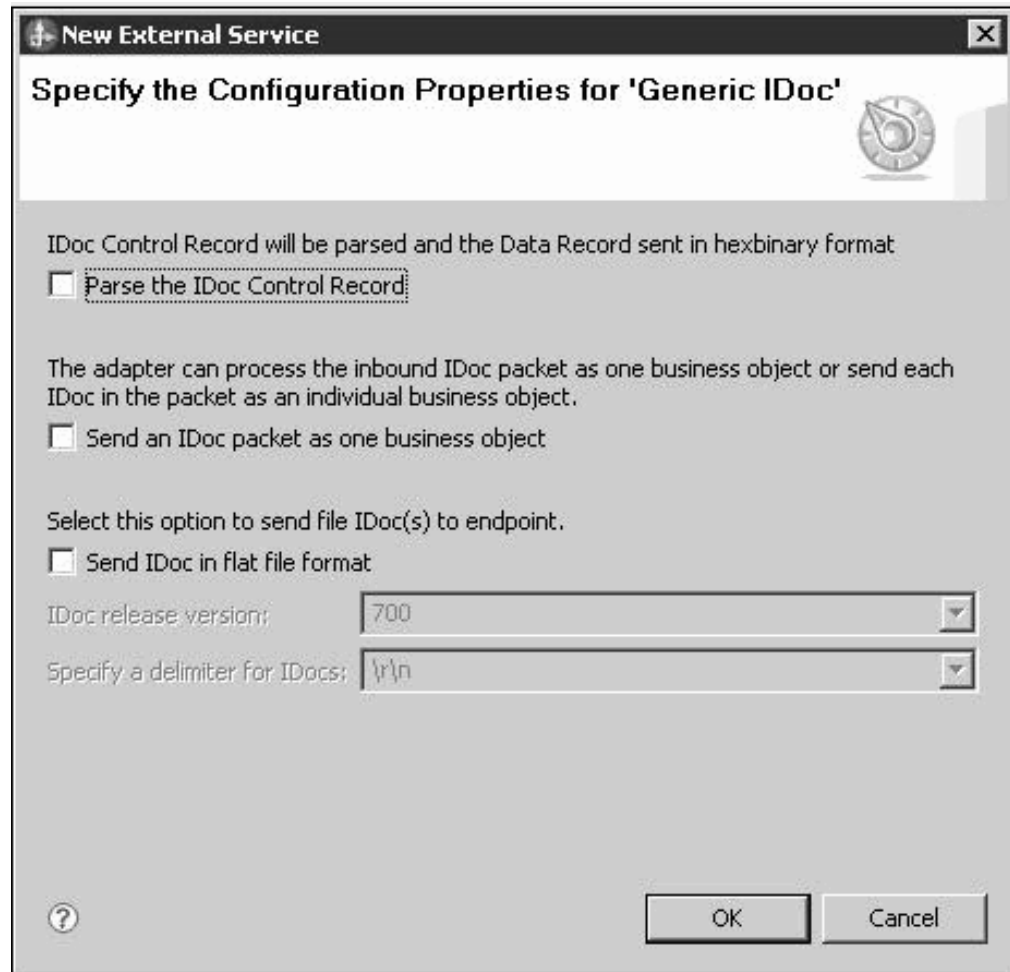 New External Service
Specify the Configuration Properties for 'Generic IDoc'
IDoc Control Record will be parsed and the Data Record sent in hexbinary format
Parse the IDoc Control Record
The adapter can process the inbound IDoc packet as one business object or send each
IDoc in the packet as an individual business object.
Send an IDoc packet as one business object
Select this option to send file IDoc(s) to endpoint.
Send IDoc in flat file format
IDoc release version: 700
Specify a delimiter for IDocs: \r\n
? OK Cancel